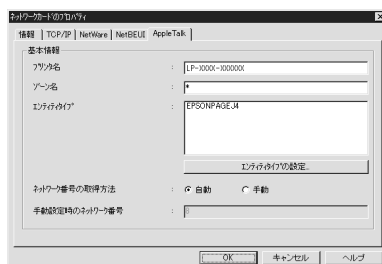 ネットワークカードのプロパティ
情報 TCP/IP NetWare NetBEUI AppleTalk
基本情報
プリンタ名 : LP-XXXX-XXXXXX
ゾーン名 : *
エンティティタイプ : EPSONPAGEJ4
エンティティタイプの設定...
ネットワーク番号の取得方法 : 自動 手動
手動設定時のネットワーク番号 : 0
OK キャンセル ヘルプ